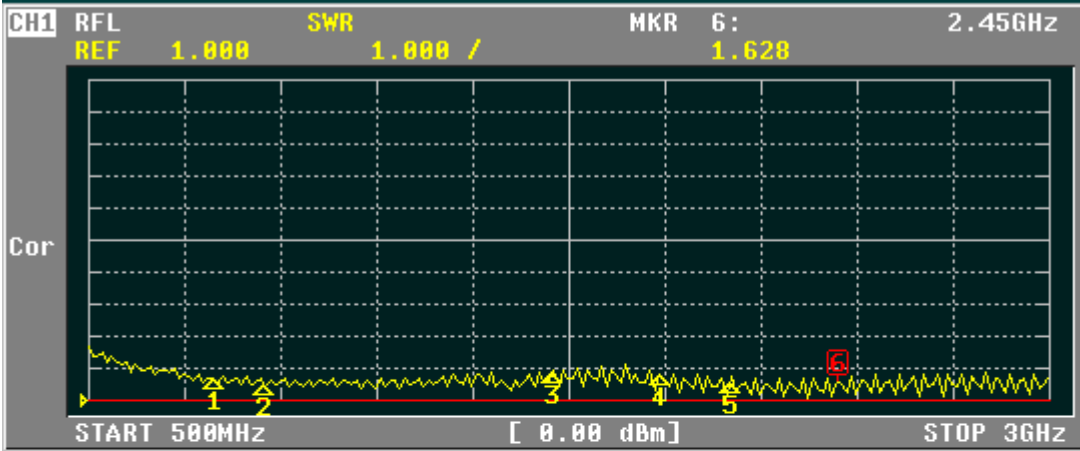 CH1 RFL SWR MKR 6: 2.45GHz
REF 1.000 1.000 / 1.628
Cor
6
1 2 3 4 5
START 500MHz [ 0.00 dBm] STOP 3GHz